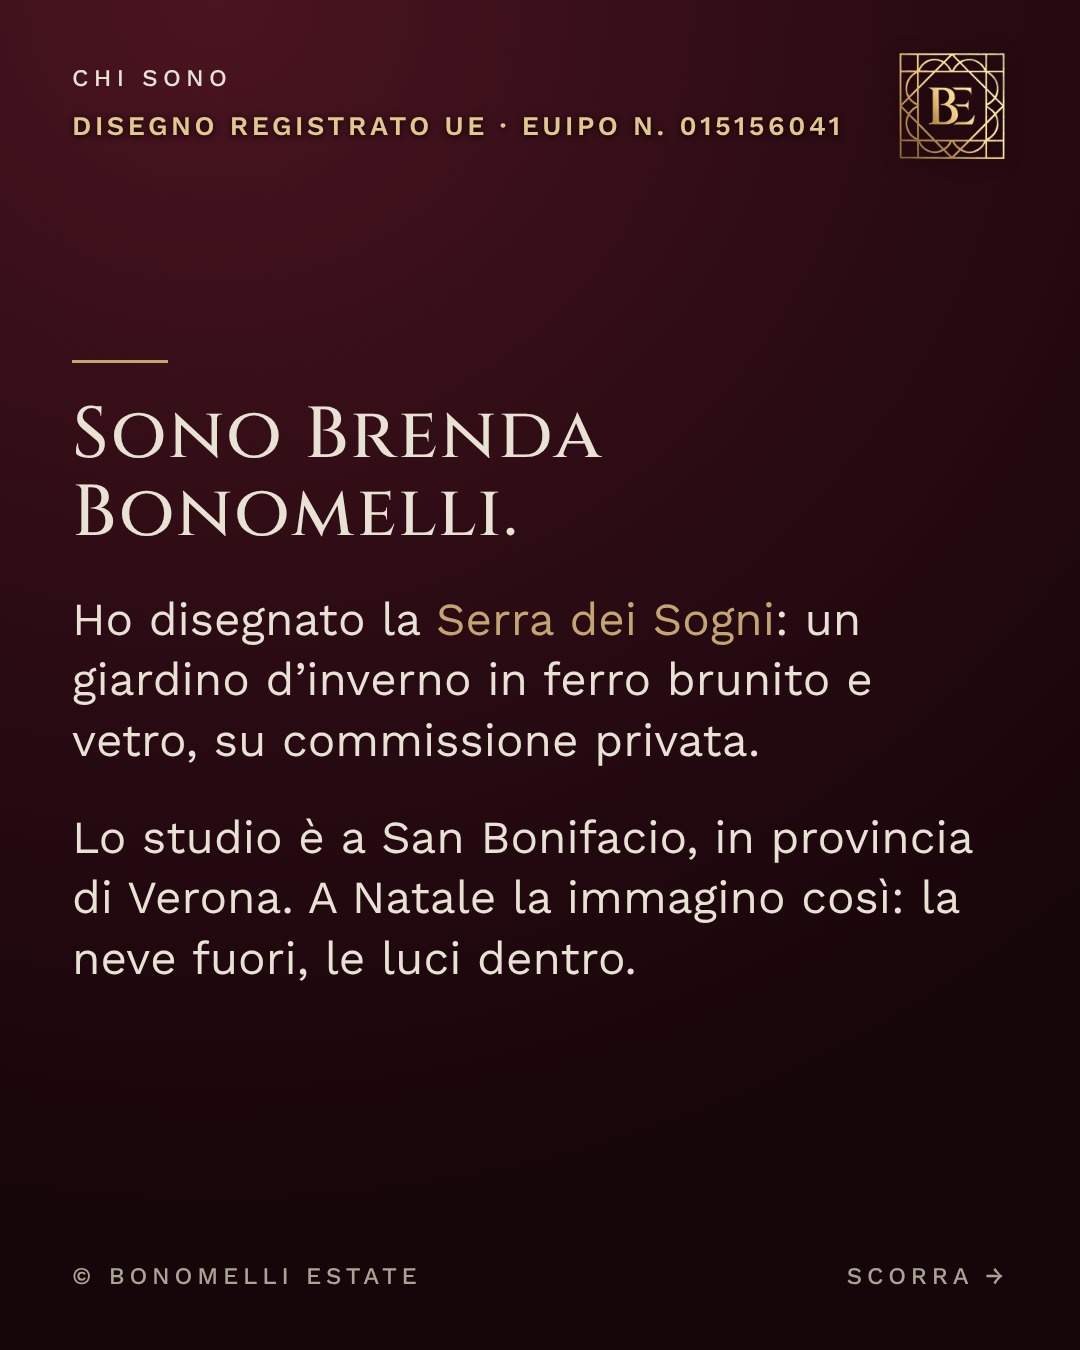 CHI SONO
DISEGNO REGISTRATO UE · EUIPO N. 015156041
BE
Sono Brenda
Bonomelli.
Ho disegnato la Serra dei Sogni: un
giardino d’inverno in ferro brunito e
vetro, su commissione privata.
Lo studio è a San Bonifacio, in provincia
di Verona. A Natale la immagino così: la
neve fuori, le luci dentro.
© BONOMELLI ESTATE
SCORRA →